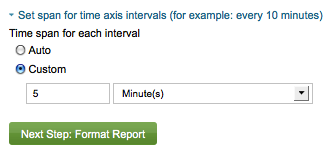 Set span for time axis intervals (for example: every 10 minutes)
Time span for each interval
Auto
Custom
5 Minute(s)
Next Step: Format Report